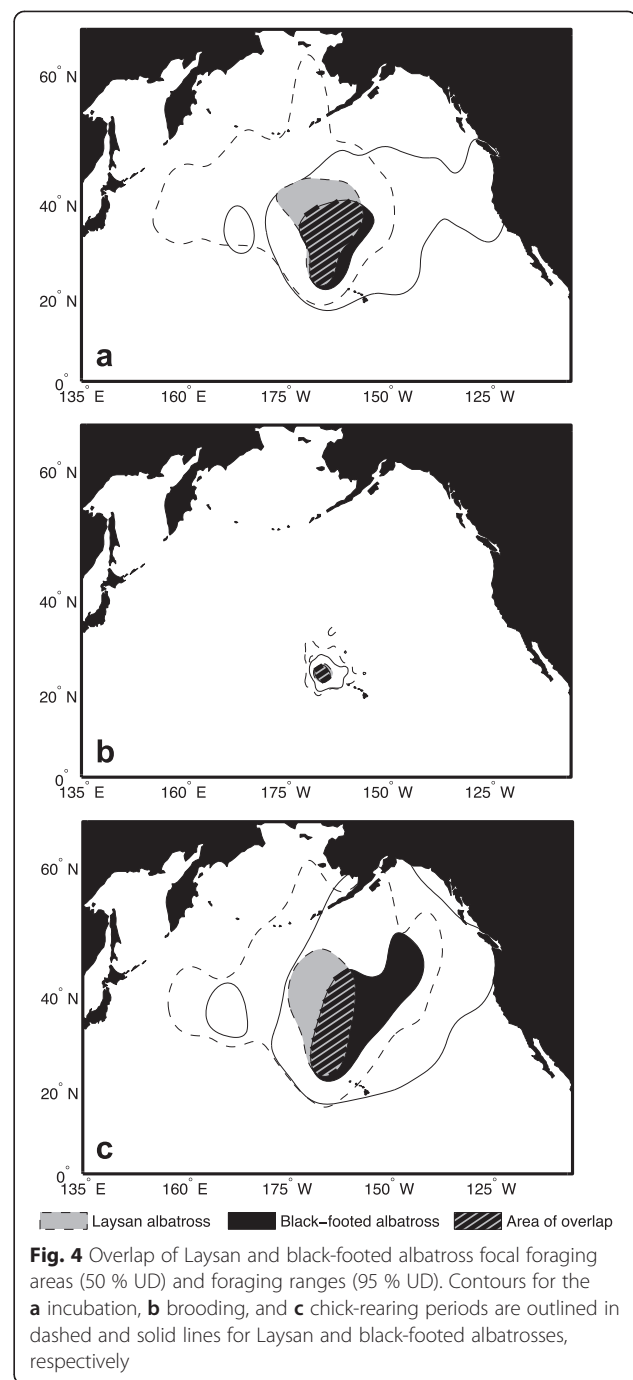 60° N
40° N
20° N
a
0°
135° E 160° E 175° W 150° W 125° W
60° N
40° N
20° N
b
0°
135° E 160° E 175° W 150° W 125° W
60° N
40° N
20° N
c
0°
135° E 160° E 175° W 150° W 125° W
Laysan albatross Black–footed albatross Area of overlap
Fig. 4 Overlap of Laysan and black-footed albatross focal foraging
areas (50 % UD) and foraging ranges (95 % UD). Contours for the
a incubation, b brooding, and c chick-rearing periods are outlined in
dashed and solid lines for Laysan and black-footed albatrosses,
respectively